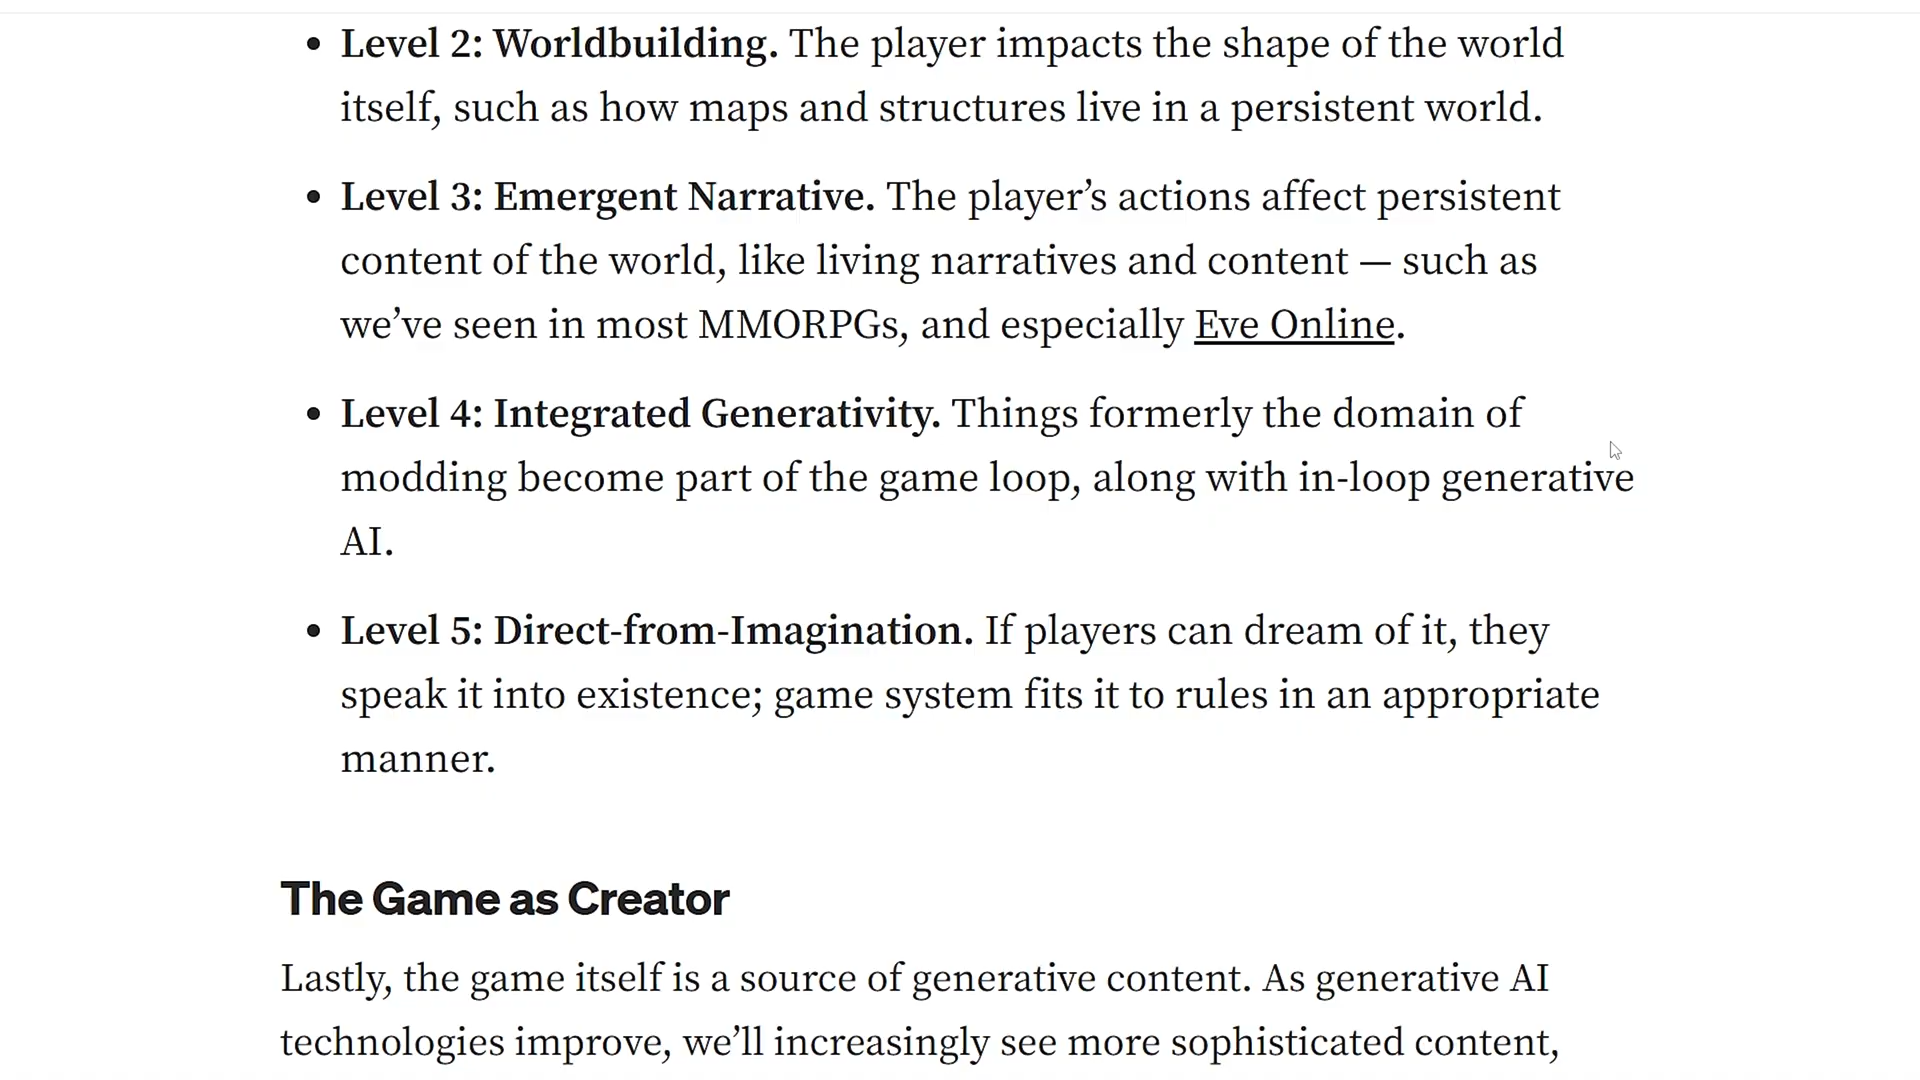 • Level 2: Worldbuilding. The player impacts the shape of the world
itself, such as how maps and structures live in a persistent world.
• Level 3: Emergent Narrative. The player’s actions affect persistent
content of the world, like living narratives and content — such as
we’ve seen in most MMORPGs, and especially Eve Online.
• Level 4: Integrated Generativity. Things formerly the domain of
modding become part of the game loop, along with in-loop generative
AI.
• Level 5: Direct-from-Imagination. If players can dream of it, they
speak it into existence; game system fits it to rules in an appropriate
manner.
The Game as Creator
Lastly, the game itself is a source of generative content. As generative AI
technologies improve, we’ll increasingly see more sophisticated content,